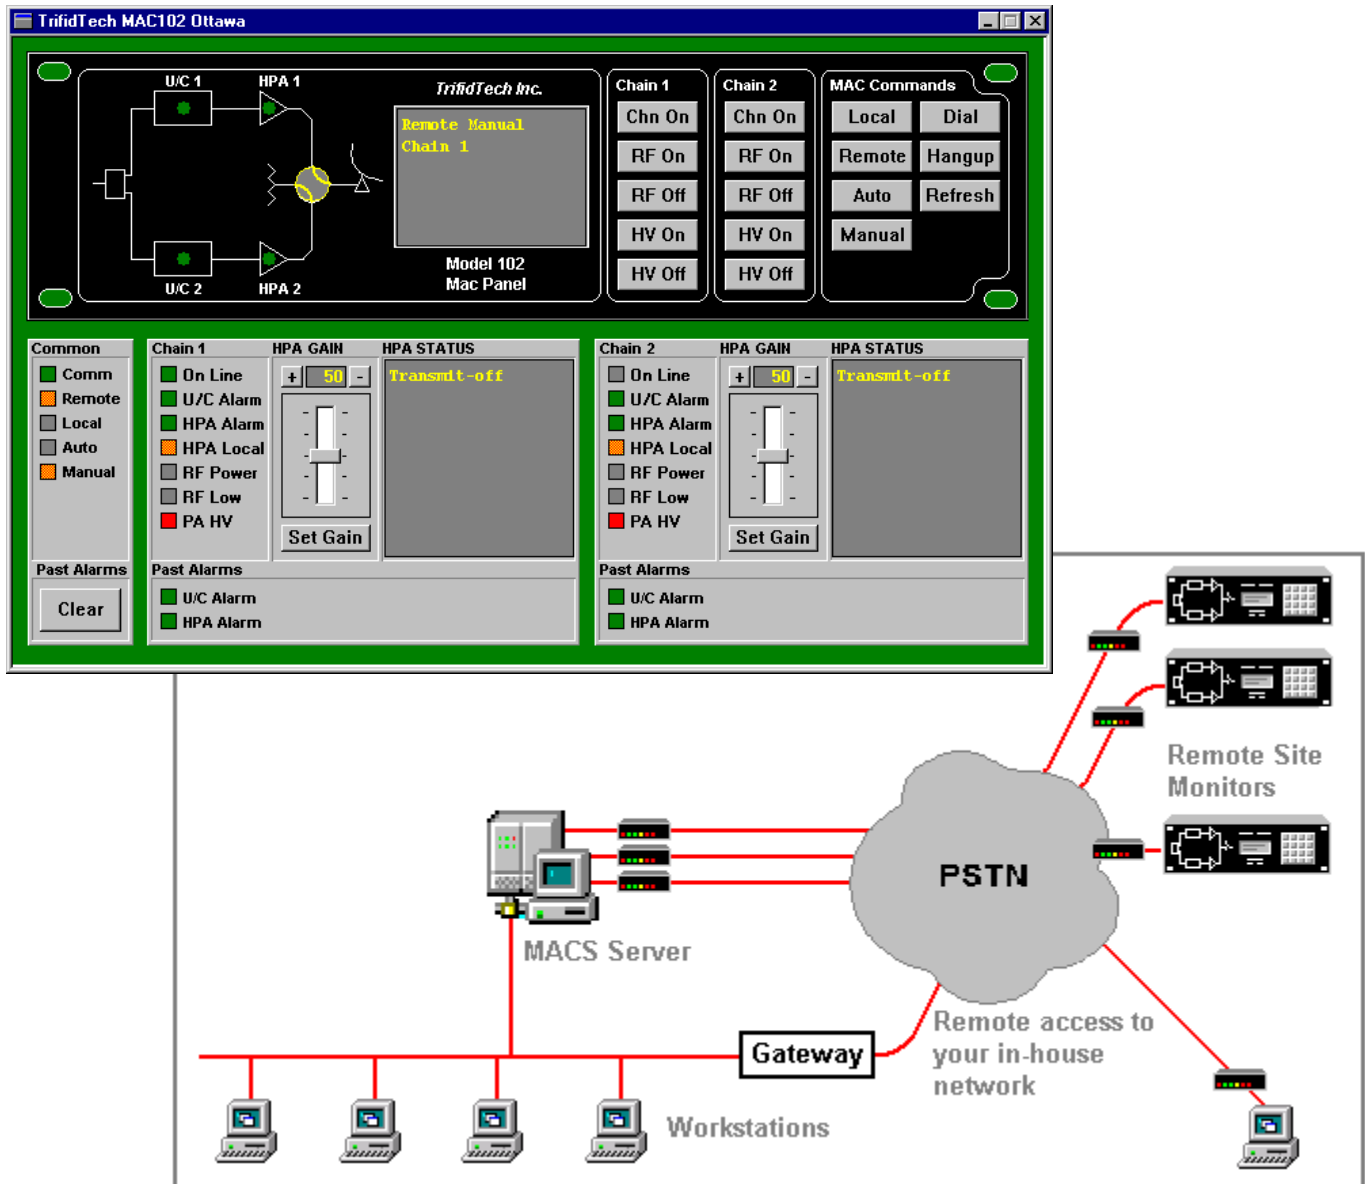 TrifidTech MAC102 Ottawa
U/C 1
HPA 1
U/C 2
HPA 2
TrifidTech Inc.
Remote Manual
Chain 1
Model 102
Mac Panel
Chain 1
Chn On
RF On
RF Off
HV On
HV Off
Chain 2
Chn On
RF On
RF Off
HV On
HV Off
MAC Commands
Local
Dial
Remote
Hangup
Auto
Refresh
Manual
Common
Comm
Remote
Local
Auto
Manual
Past Alarms
Clear
Chain 1
On Line
U/C Alarm
HPA Alarm
HPA Local
RF Power
RF Low
PA HV
HPA GAIN
+ 50 -
Set Gain
HPA STATUS
Transmit-off
Past Alarms
U/C Alarm
HPA Alarm
Chain 2
On Line
U/C Alarm
HPA Alarm
HPA Local
RF Power
RF Low
PA HV
HPA GAIN
+ 50 -
Set Gain
HPA STATUS
Transmit-off
Past Alarms
U/C Alarm
HPA Alarm
Remote Site
Monitors
PSTN
MACS Server
Gateway
Remote access to
your in-house
network
Workstations